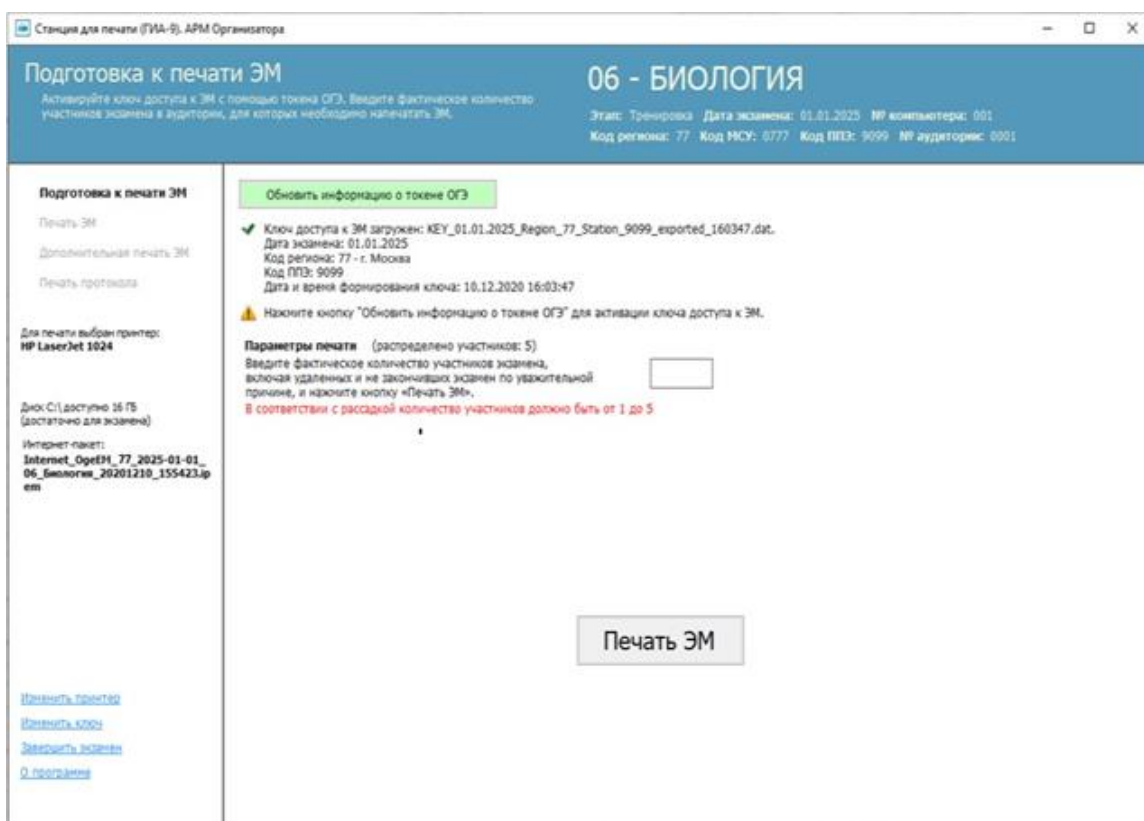 Станция для печати (ГИА-9). АРМ Организатора
Подготовка к печати ЭМ
Активируйте ключ доступа к ЭМ с помощью токена ОГЭ. Введите фактическое количество
участников экзамена в аудитории, для которых необходимо напечатать ЭМ.
06 - БИОЛОГИЯ
Этап: Тренировка Дата экзамена: 01.01.2025 № компьютера: 001
Код региона: 77 Код МСУ: 0777 Код ППЭ: 9099 № аудитории: 0001
Подготовка к печати ЭМ
Печать ЭМ
Дополнительная печать ЭМ
Печать протокола
Для печати выбран принтер:
HP LaserJet 1024
Диск C:\ доступно 16 ГБ
(достаточно для экзамена)
Интернет-пакет:
Internet_OgeEM_77_2025-01-01_
06_Биология_20201210_155423.ip
em
Изменить принтер
Изменить ключ
Завершить экзамен
О программе
Обновить информацию о токене ОГЭ
Ключ доступа к ЭМ загружен: KEY_01.01.2025_Region_77_Station_9099_exported_160347.dat.
Дата экзамена: 01.01.2025
Код региона: 77 - г. Москва
Код ППЭ: 9099
Дата и время формирования ключа: 10.12.2020 16:03:47
Нажмите кнопку "Обновить информацию о токене ОГЭ" для активации ключа доступа к ЭМ.
Параметры печати (распределено участников: 5)
Введите фактическое количество участников экзамена,
включая удаленных и не закончивших экзамен по уважительной
причине, и нажмите кнопку «Печать ЭМ».
В соответствии с рассадкой количество участников должно быть от 1 до 5
Печать ЭМ